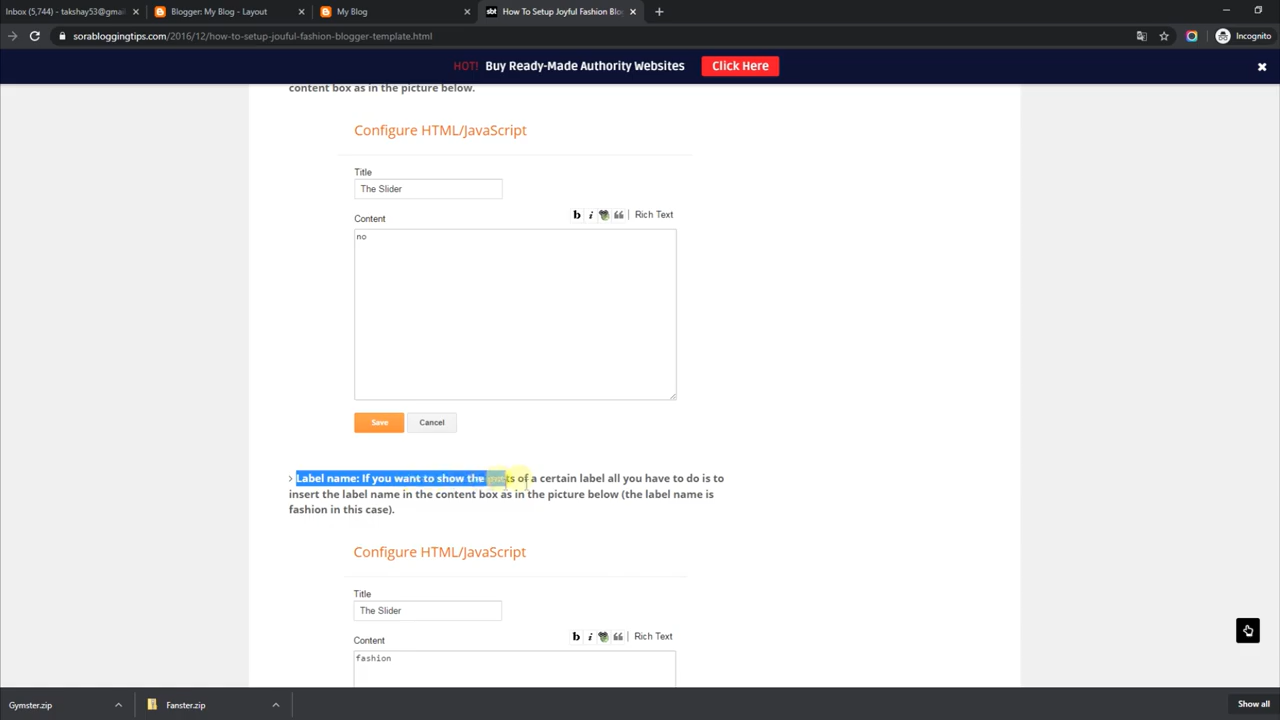 Inbox (5,744) - takshay53@gmai
Blogger: My Blog - Layout
My Blog
sbt
How To Setup Joyful Fashion Blog
sorabloggingtips.com/2016/12/how-to-setup-jouful-fashion-blogger-template.html
Incognito
HOT! Buy Ready-Made Authority Websites
Click Here
content box as in the picture below.
Configure HTML/JavaScript
Title
The Slider
Content
b i Rich Text
no
Save
Cancel
Label name: If you want to show the posts of a certain label all you have to do is to
insert the label name in the content box as in the picture below (the label name is
fashion in this case).
Configure HTML/JavaScript
Title
The Slider
Content
b i Rich Text
fashion
Gymster.zip
Fanster.zip
Show all